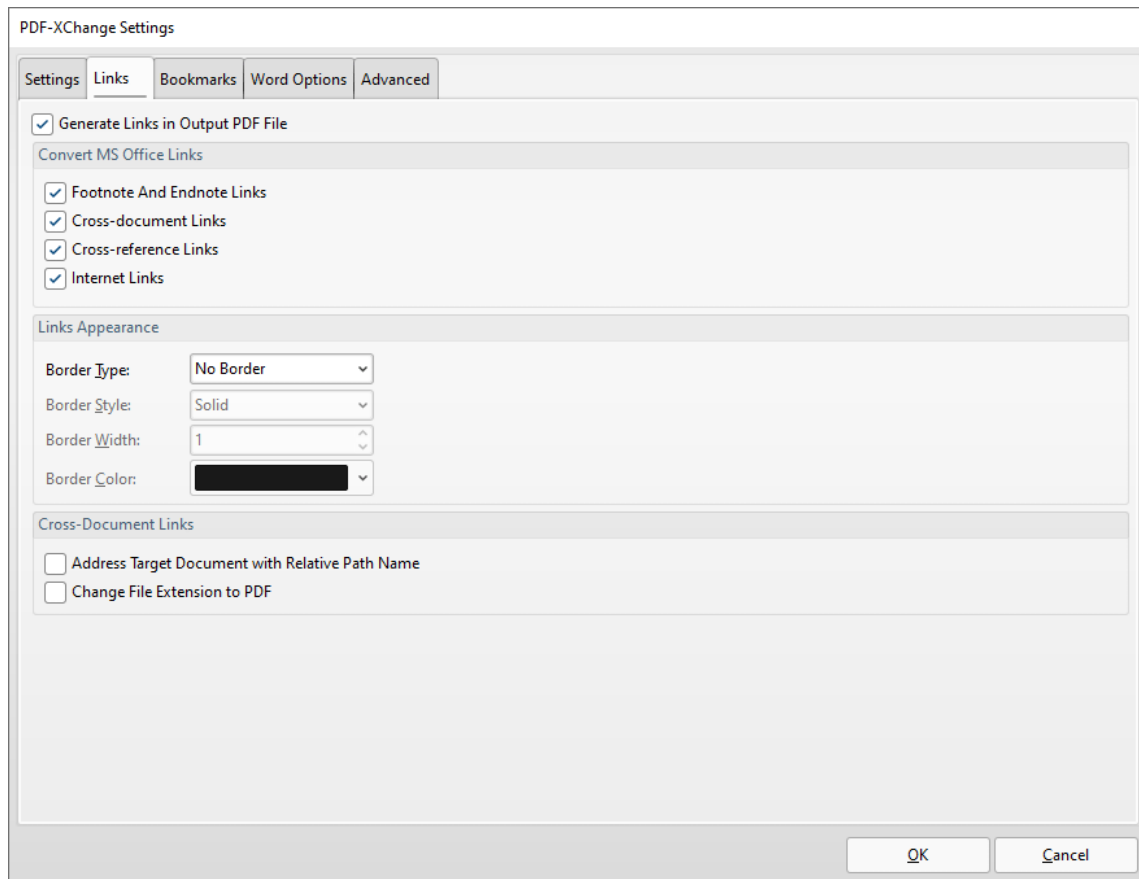 PDF-XChange Settings
Settings Links Bookmarks Word Options Advanced
Generate Links in Output PDF File
Convert MS Office Links
Footnote And Endnote Links
Cross-document Links
Cross-reference Links
Internet Links
Links Appearance
Border Type: No Border
Border Style: Solid
Border Width: 1
Border Color:
Cross-Document Links
Address Target Document with Relative Path Name
Change File Extension to PDF
OK Cancel